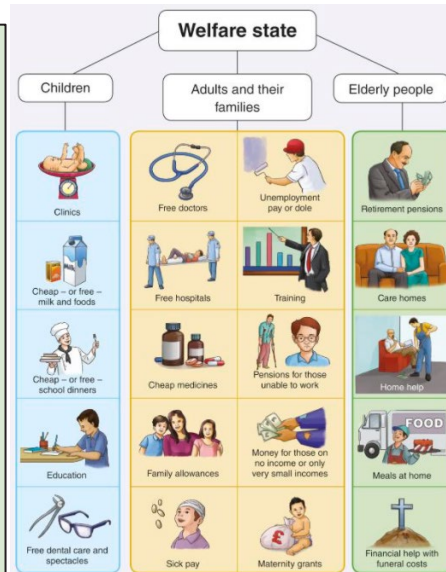 Welfare state
Children
Adults and their
families
Elderly people
Clinics
Cheap – or free –
milk and foods
Cheap – or free –
school dinners
Education
Free dental care and
spectacles
Free doctors
Unemployment
pay or dole
Free hospitals
Training
Cheap medicines
Pensions for those
unable to work
Family allowances
Money for those on
no income or only
very small incomes
Sick pay
£
Maternity grants
Retirement pensions
Care homes
Home help
FOOD
Meals at home
Financial help with
funeral costs